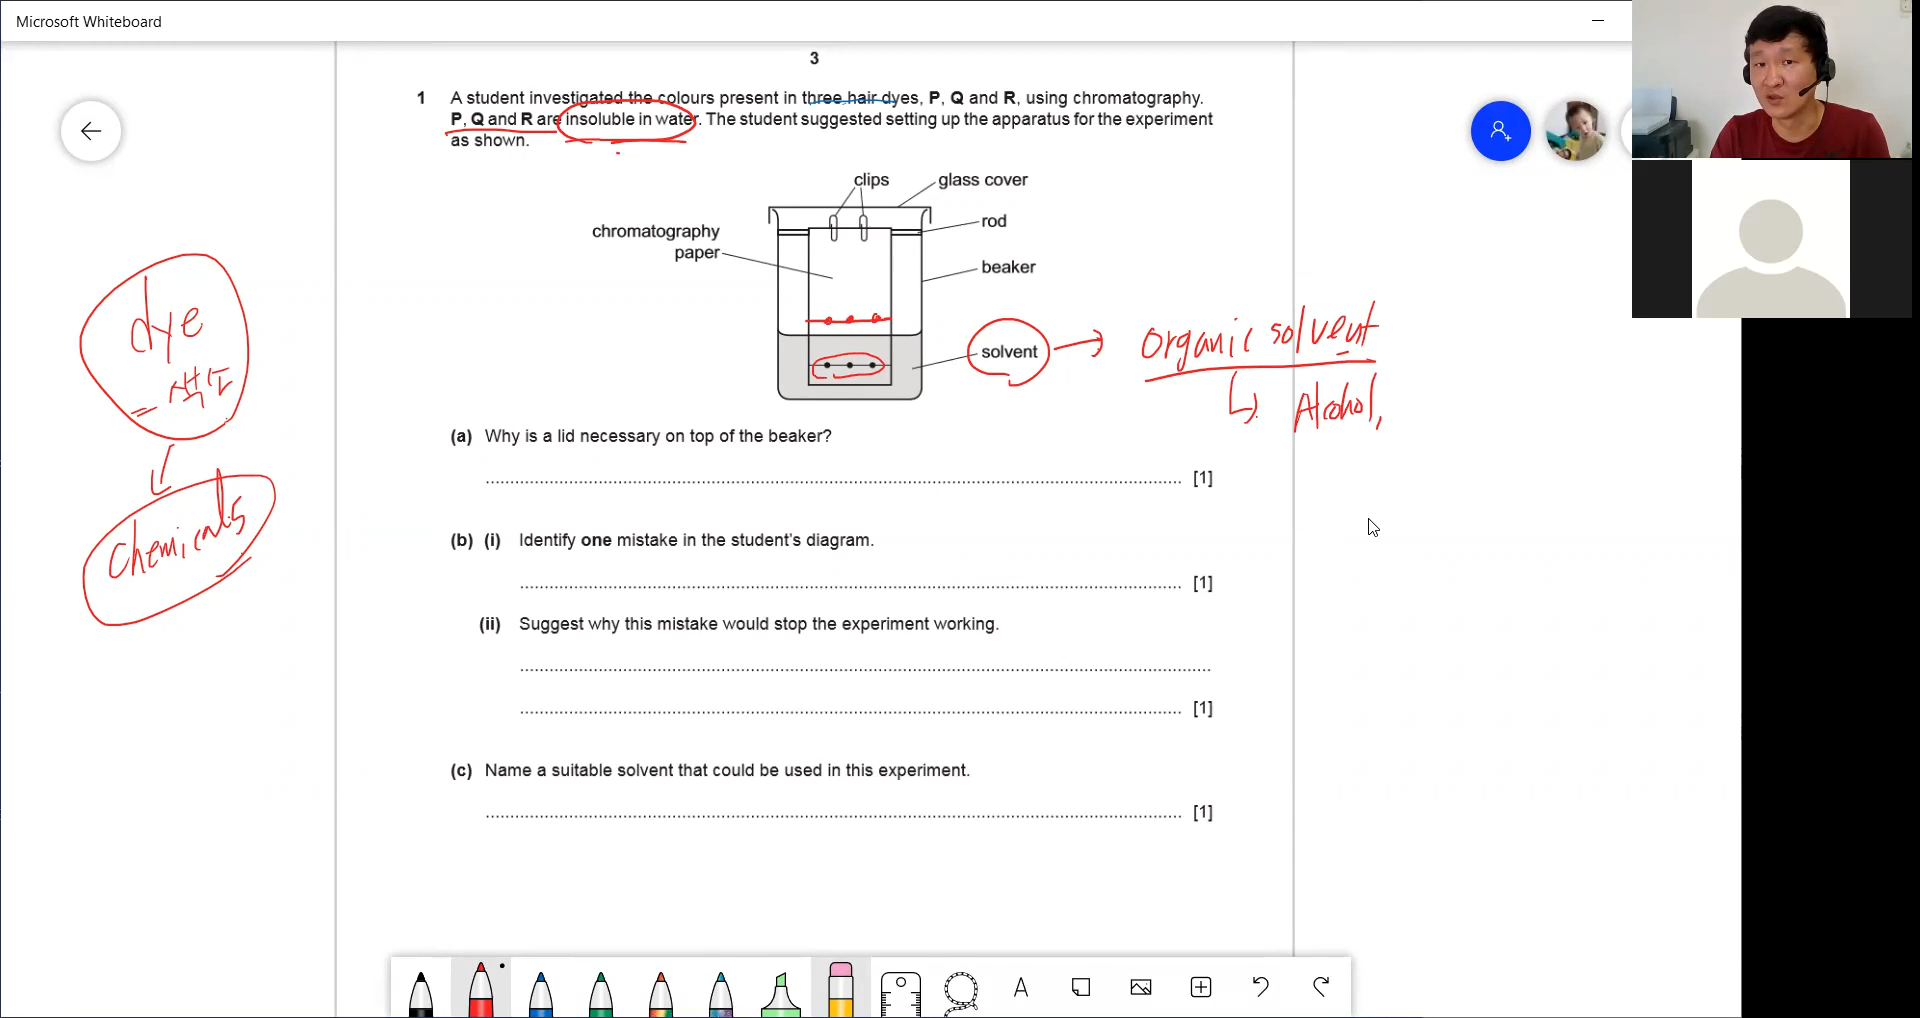 Microsoft Whiteboard
3
1 A student investigated the colours present in three hair dyes, P, Q and R, using chromatography.
P, Q and R are insoluble in water. The student suggested setting up the apparatus for the experiment
as shown.
clips
glass cover
chromatography
paper
rod
beaker
solvent
organic solvent
Alcohol,
dye
=
chemicals
(a) Why is a lid necessary on top of the beaker?
[1]
(b) (i) Identify one mistake in the student's diagram.
[1]
(ii) Suggest why this mistake would stop the experiment working.
[1]
(c) Name a suitable solvent that could be used in this experiment.
[1]
A